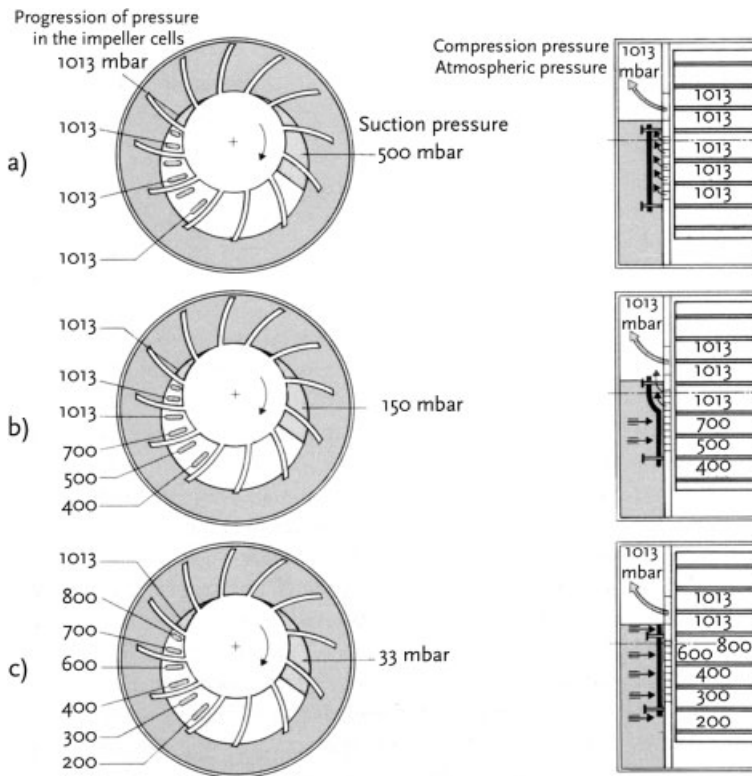 Progression of pressure
in the impeller cells
1013 mbar
1013
1013
1013
a)
Suction pressure
500 mbar
Compression pressure
Atmospheric pressure
1013
mbar
1013
1013
1013
1013
1013
1013
1013
1013
700
500
400
b)
150 mbar
1013
mbar
1013
1013
1013
700
500
400
1013
800
700
600
400
300
200
c)
33 mbar
1013
mbar
1013
1013
800
600
400
300
200